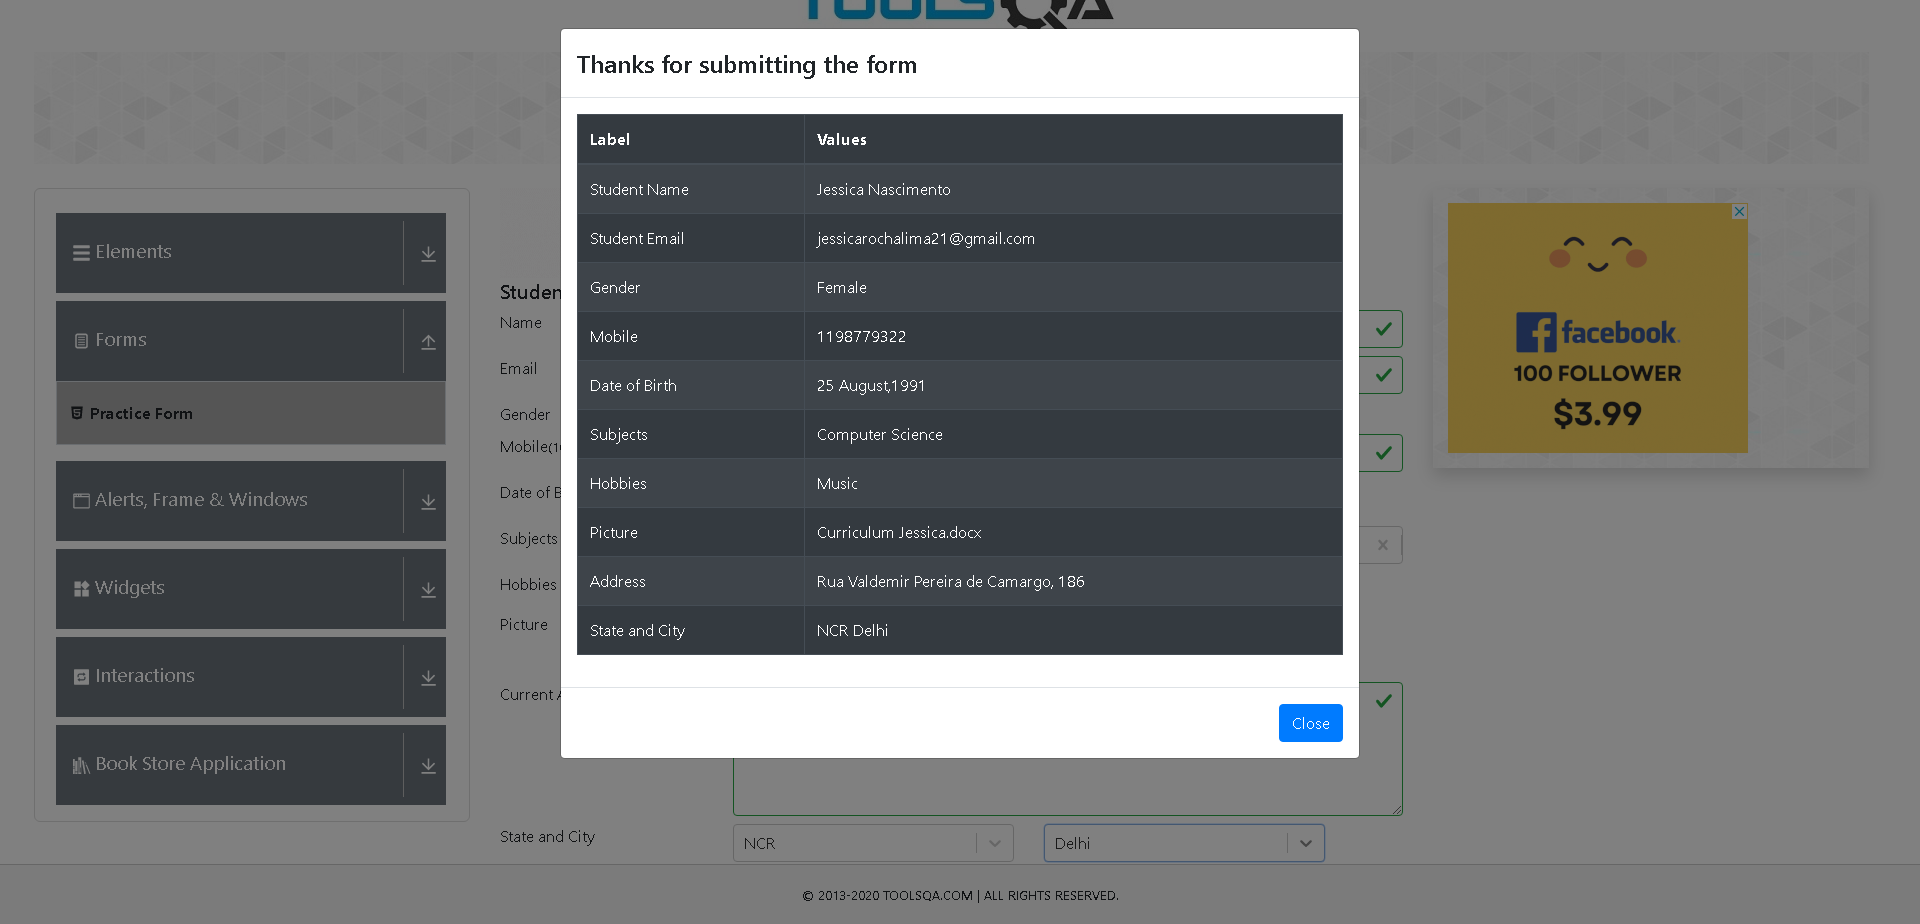 TOOLSQA
Thanks for submitting the form
Label Values
Student Name Jessica Nascimento
Student Email jessicarochalima21@gmail.com
Gender Female
Mobile 1198779322
Date of Birth 25 August,1991
Subjects Computer Science
Hobbies Music
Picture Curriculum Jessica.docx
Address Rua Valdemir Pereira de Camargo, 186
State and City NCR Delhi
Close
Elements
Forms
Practice Form
Alerts, Frame & Windows
Widgets
Interactions
Book Store Application
Studen
Name
Email
Gender
Mobile(1
Date of B
Subjects
Hobbies
Picture
Current A
State and City NCR Delhi
facebook.
100 FOLLOWER
$3.99
© 2013-2020 TOOLSQA.COM | ALL RIGHTS RESERVED.